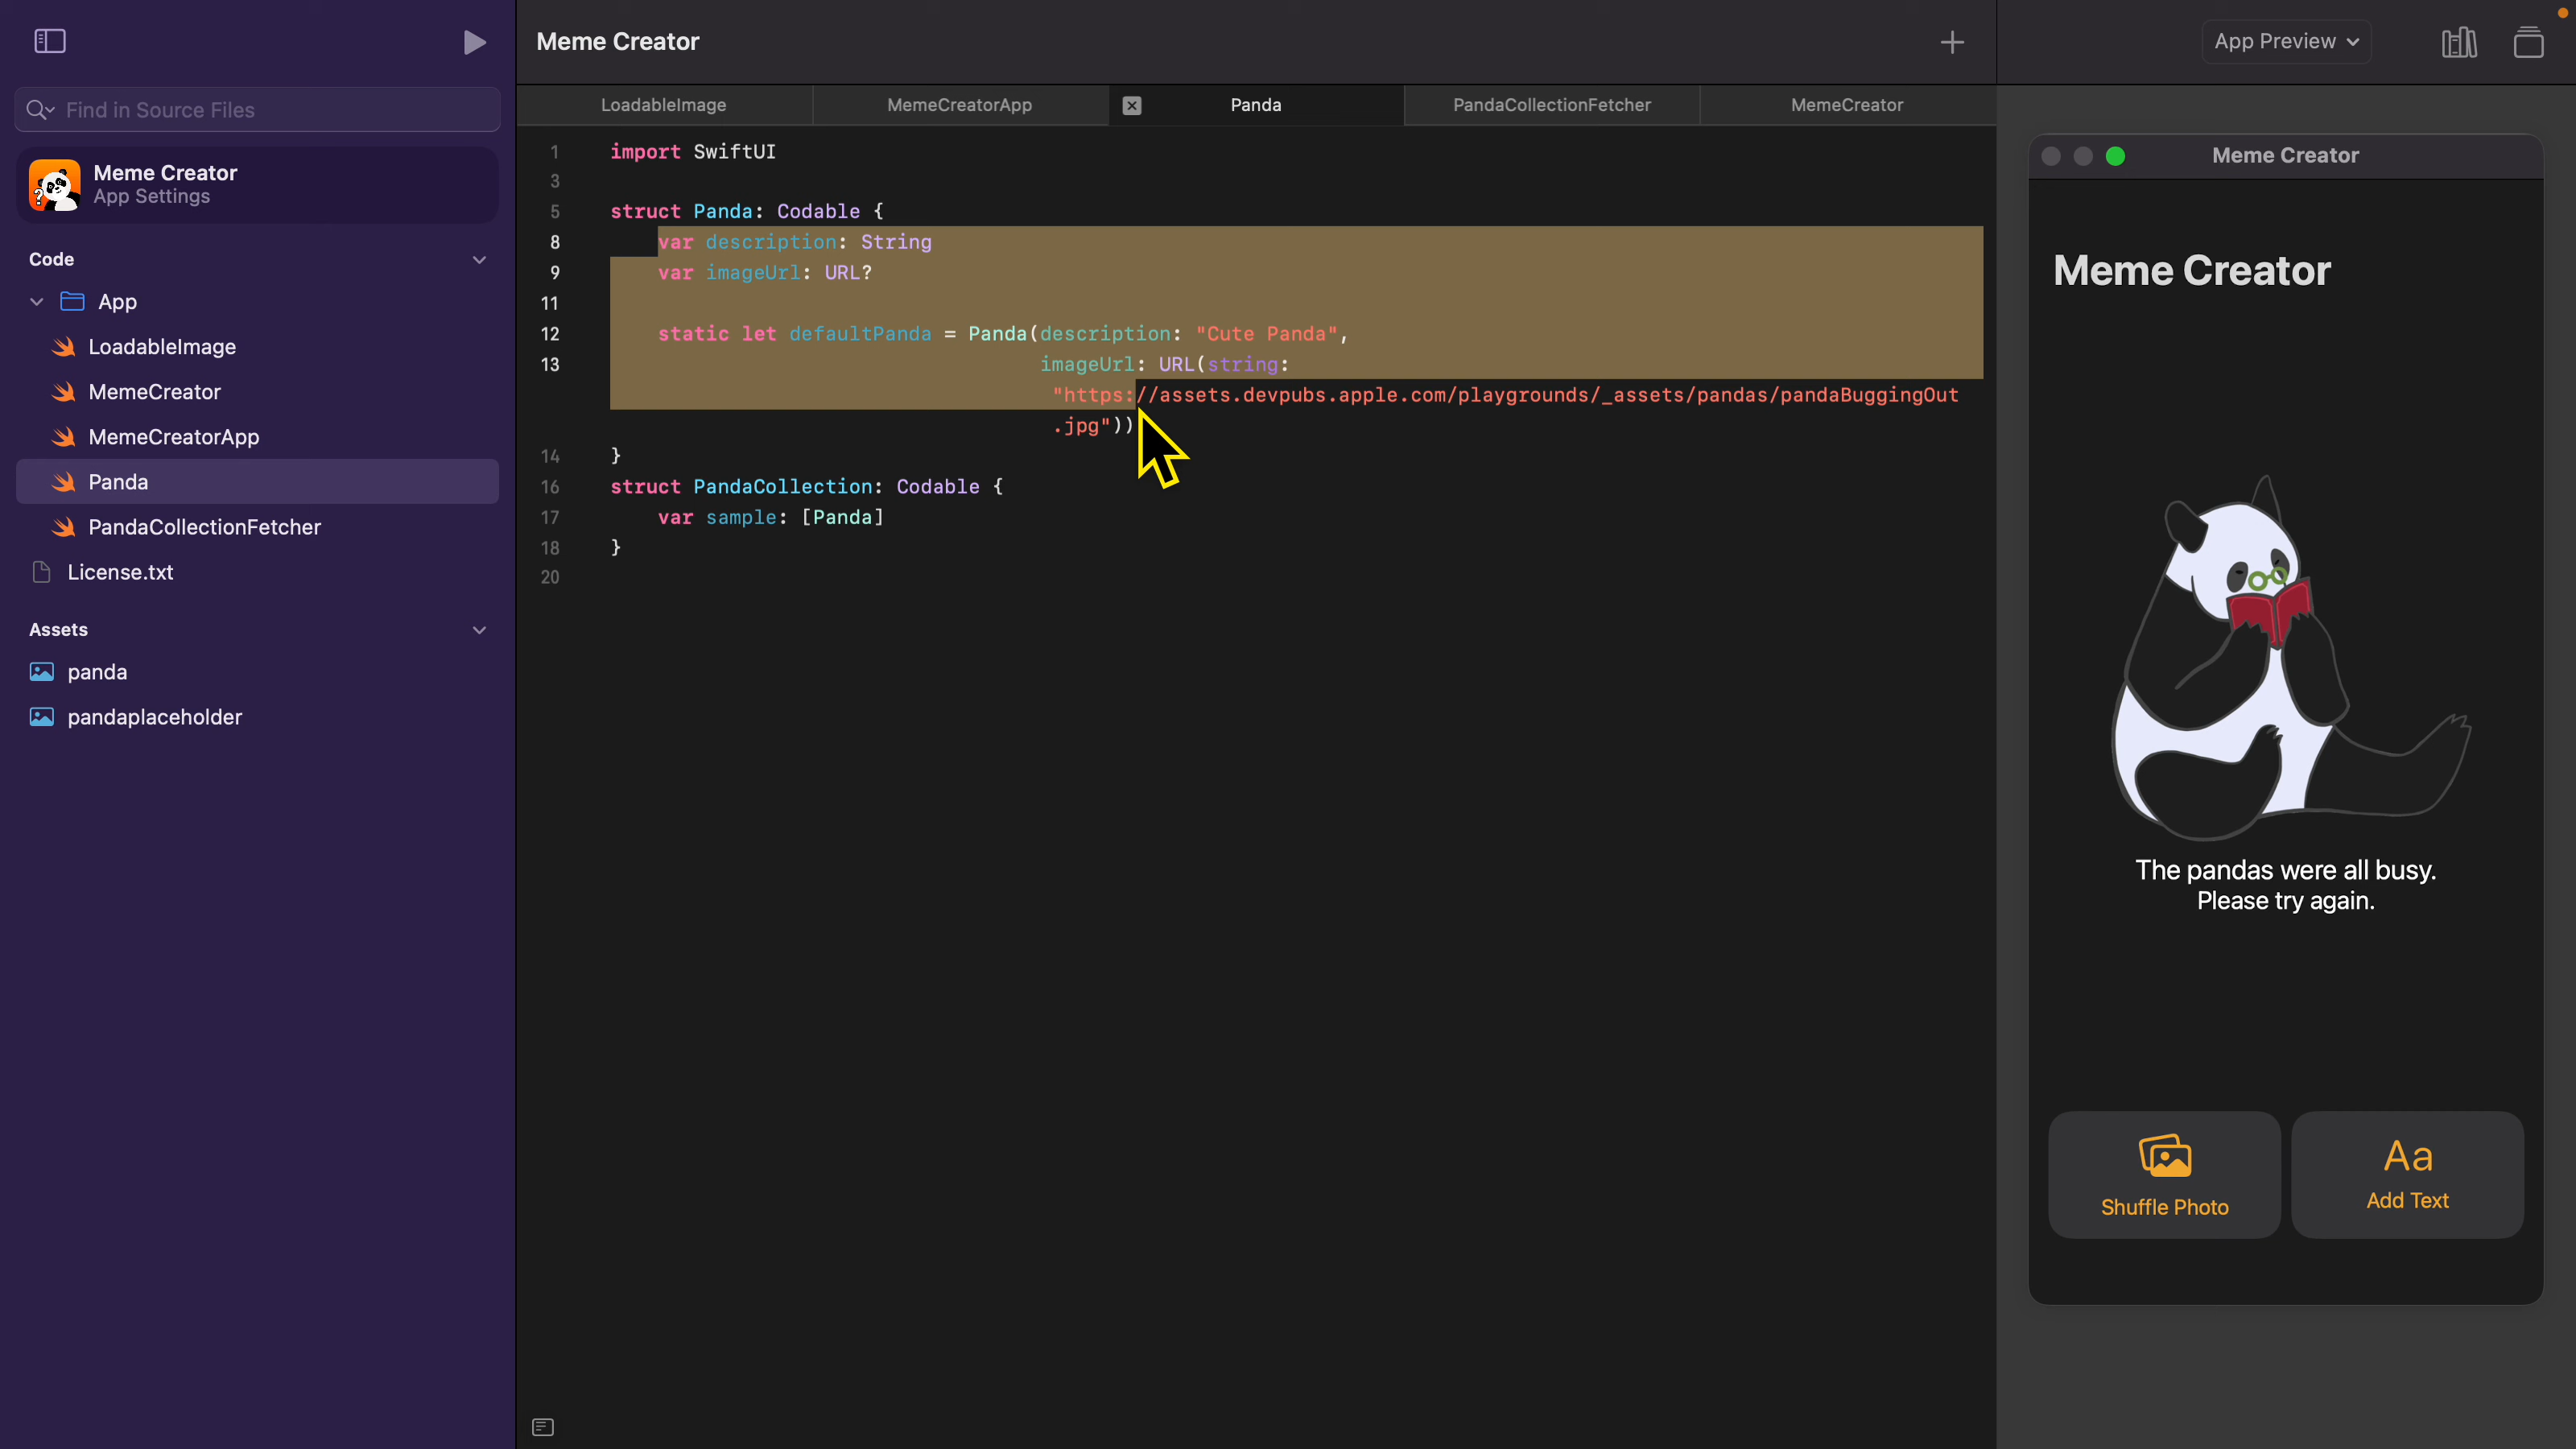 Meme Creator
App Preview
Find in Source Files
LoadableImage
MemeCreatorApp
Panda
PandaCollectionFetcher
MemeCreator
Meme Creator
App Settings
Code
App
LoadableImage
MemeCreator
MemeCreatorApp
Panda
PandaCollectionFetcher
License.txt
Assets
panda
pandaplaceholder
1 import SwiftUI
3
5 struct Panda: Codable {
8 var description: String
9 var imageUrl: URL?
11
12 static let defaultPanda = Panda(description: "Cute Panda",
13 imageUrl: URL(string:
"https://assets.devpubs.apple.com/playgrounds/_assets/pandas/pandaBuggingOut
.jpg"))
14 }
16 struct PandaCollection: Codable {
17 var sample: [Panda]
18 }
20
Meme Creator
Meme Creator
The pandas were all busy.
Please try again.
Shuffle Photo
Aa
Add Text